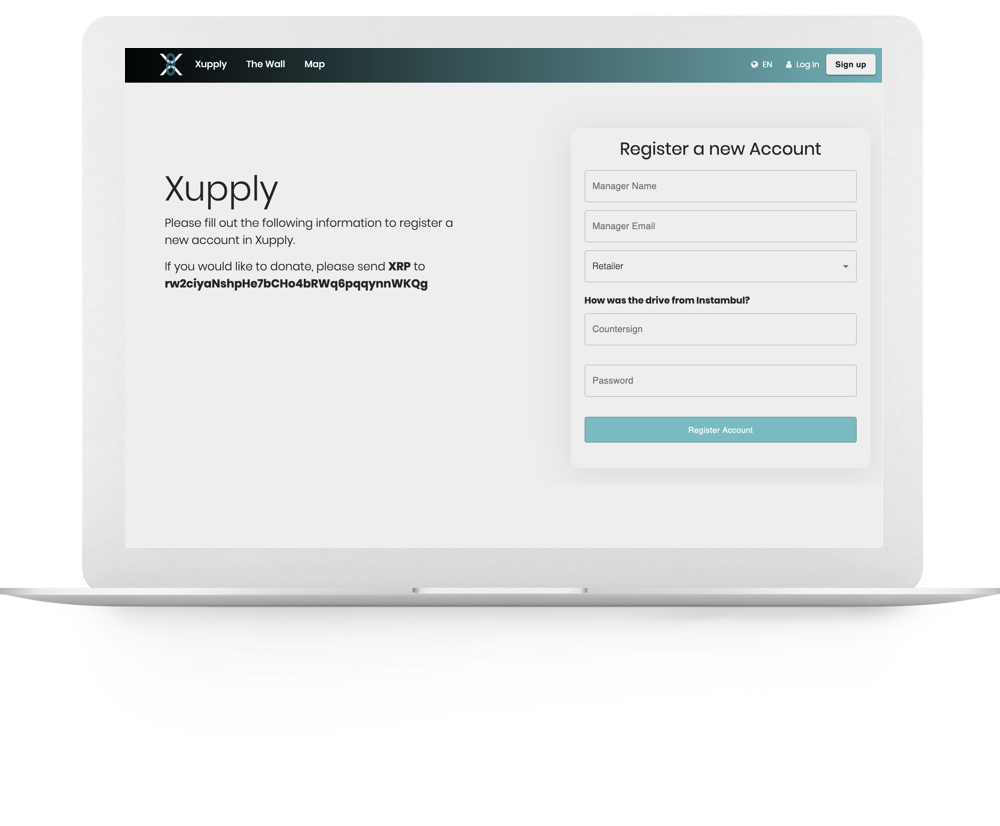 Xupply The Wall Map EN Log In Sign up
Xupply
Please fill out the following information to register a
new account in Xupply.
If you would like to donate, please send XRP to
rw2ciyaNshpHe7bCHo4bRWq6pqqynnWKQg
Register a new Account
Manager Name
Manager Email
Retailer
How was the drive from Instambul?
Countersign
Password
Register Account